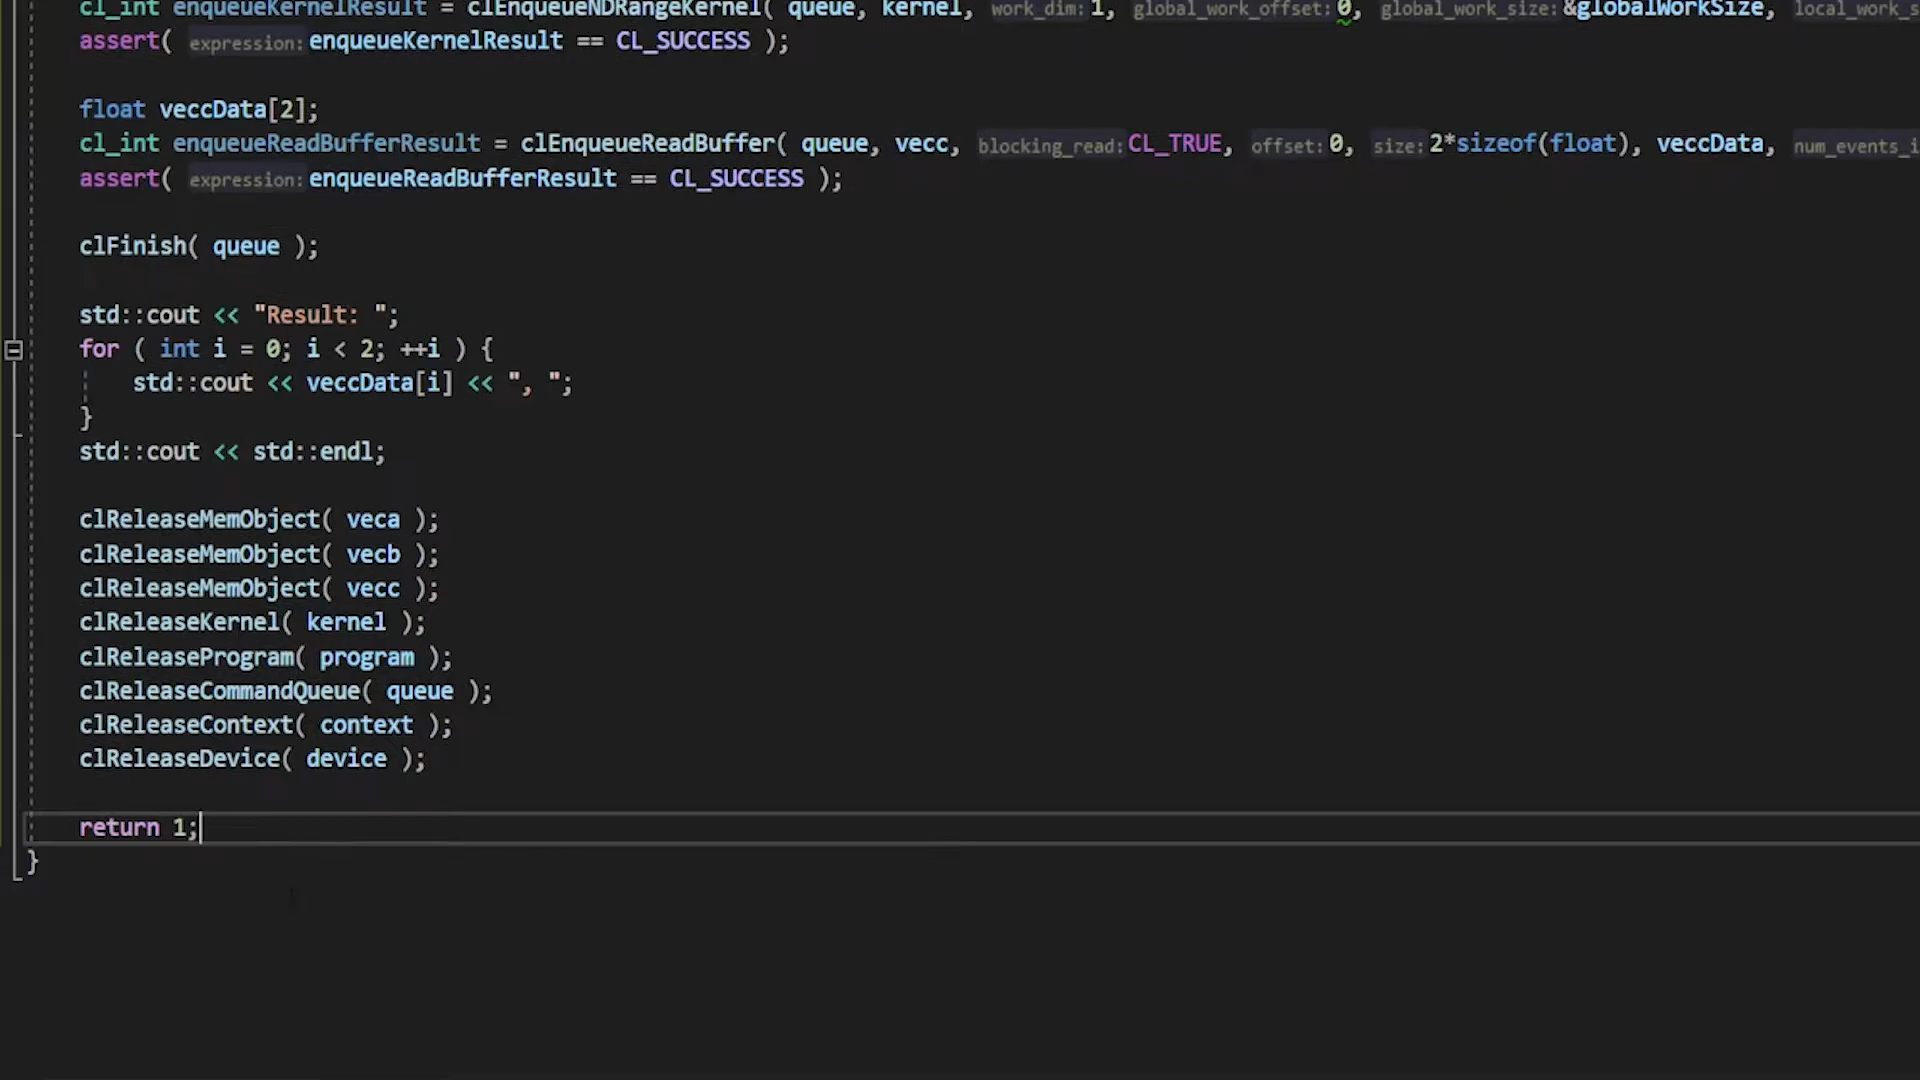 cl_int enqueueKernelResult = clEnqueueNDRangeKernel( queue, kernel, work_dim: 1, global_work_offset: 0, global_work_size: &globalWorkSize, local_work_s
assert( expression: enqueueKernelResult == CL_SUCCESS );
float veccData[2];
cl_int enqueueReadBufferResult = clEnqueueReadBuffer( queue, vecc, blocking_read: CL_TRUE, offset: 0, size: 2*sizeof(float), veccData, num_events_i
assert( expression: enqueueReadBufferResult == CL_SUCCESS );
clFinish( queue );
std::cout << "Result: ";
for ( int i = 0; i < 2; ++i ) {
std::cout << veccData[i] << ", ";
}
std::cout << std::endl;
clReleaseMemObject( veca );
clReleaseMemObject( vecb );
clReleaseMemObject( vecc );
clReleaseKernel( kernel );
clReleaseProgram( program );
clReleaseCommandQueue( queue );
clReleaseContext( context );
clReleaseDevice( device );
return 1;
}